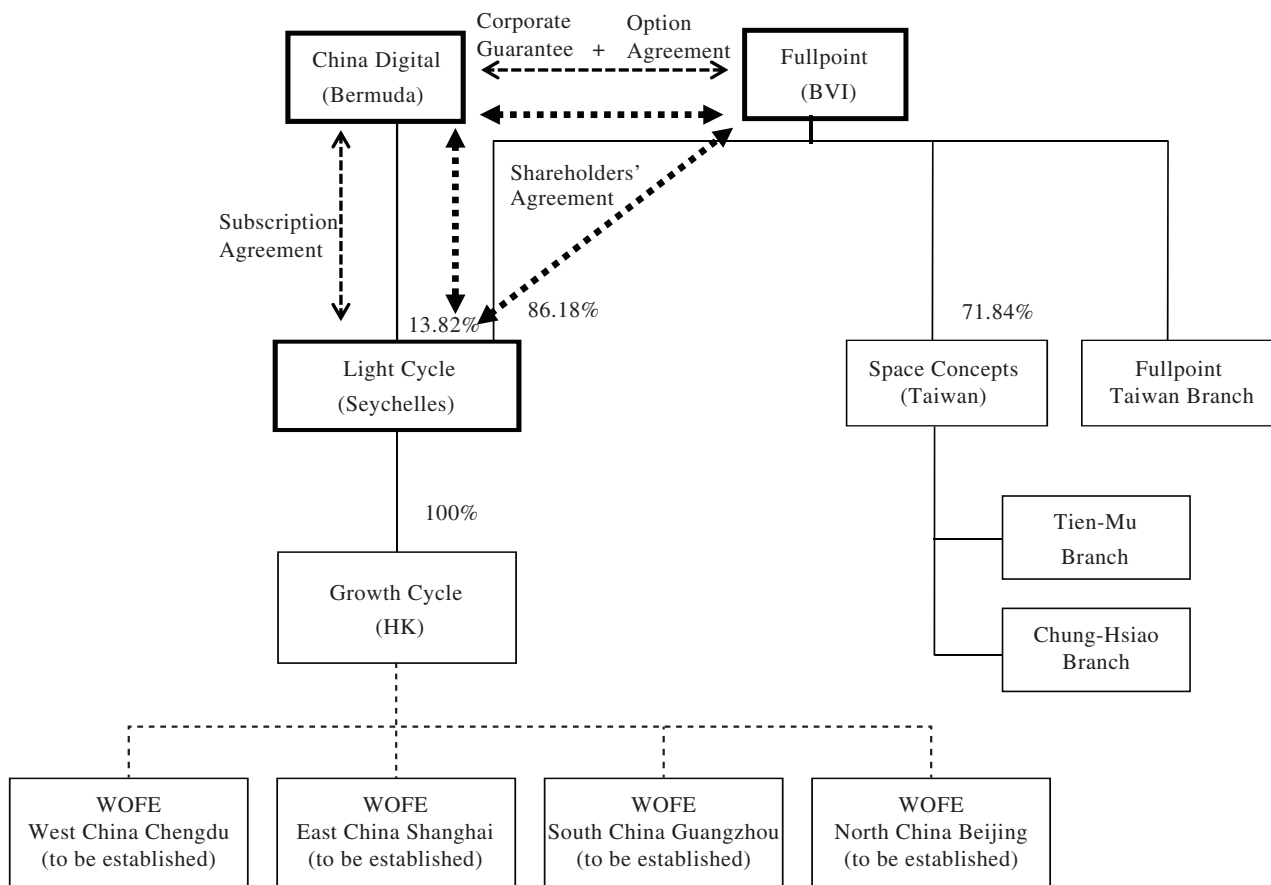 China Digital
(Bermuda)
Corporate Option
Guarantee + Agreement
Fullpoint
(BVI)
Subscription
Agreement
Shareholders’
Agreement
13.82%
86.18%
71.84%
Light Cycle
(Seychelles)
Space Concepts
(Taiwan)
Fullpoint
Taiwan Branch
100%
Growth Cycle
(HK)
Tien-Mu
Branch
Chung-Hsiao
Branch
WOFE
West China Chengdu
(to be established)
WOFE
East China Shanghai
(to be established)
WOFE
South China Guangzhou
(to be established)
WOFE
North China Beijing
(to be established)